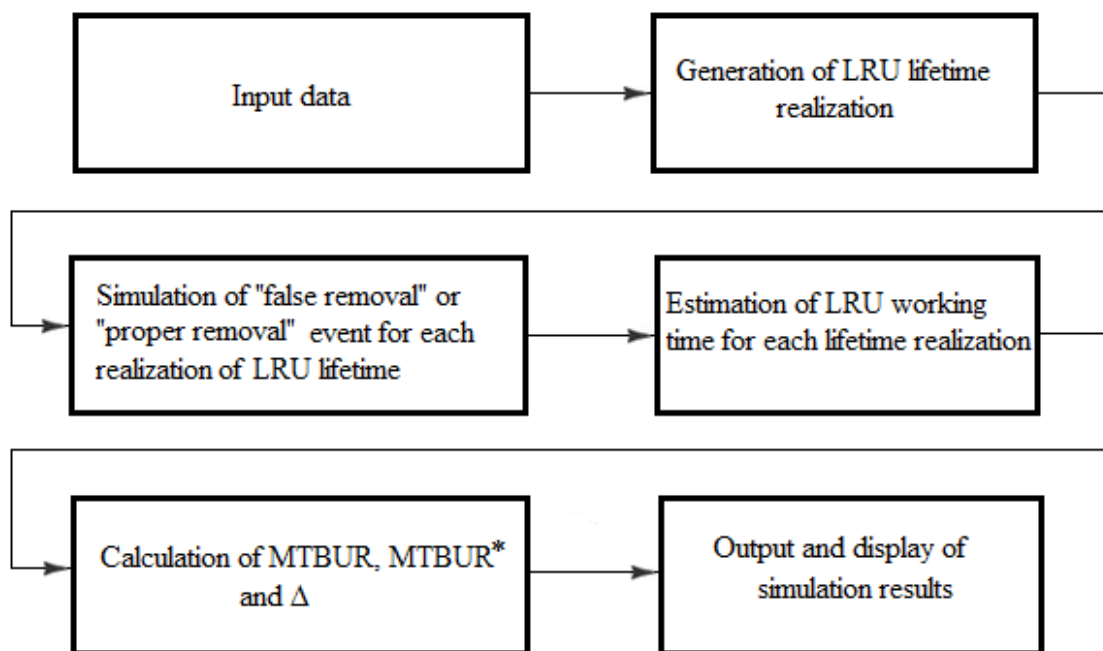 Input data
Generation of LRU lifetime
realization
Simulation of "false removal" or
"proper removal" event for each
realization of LRU lifetime
Estimation of LRU working
time for each lifetime realization
Calculation of MTBUR, MTBUR*
and Δ
Output and display of
simulation results